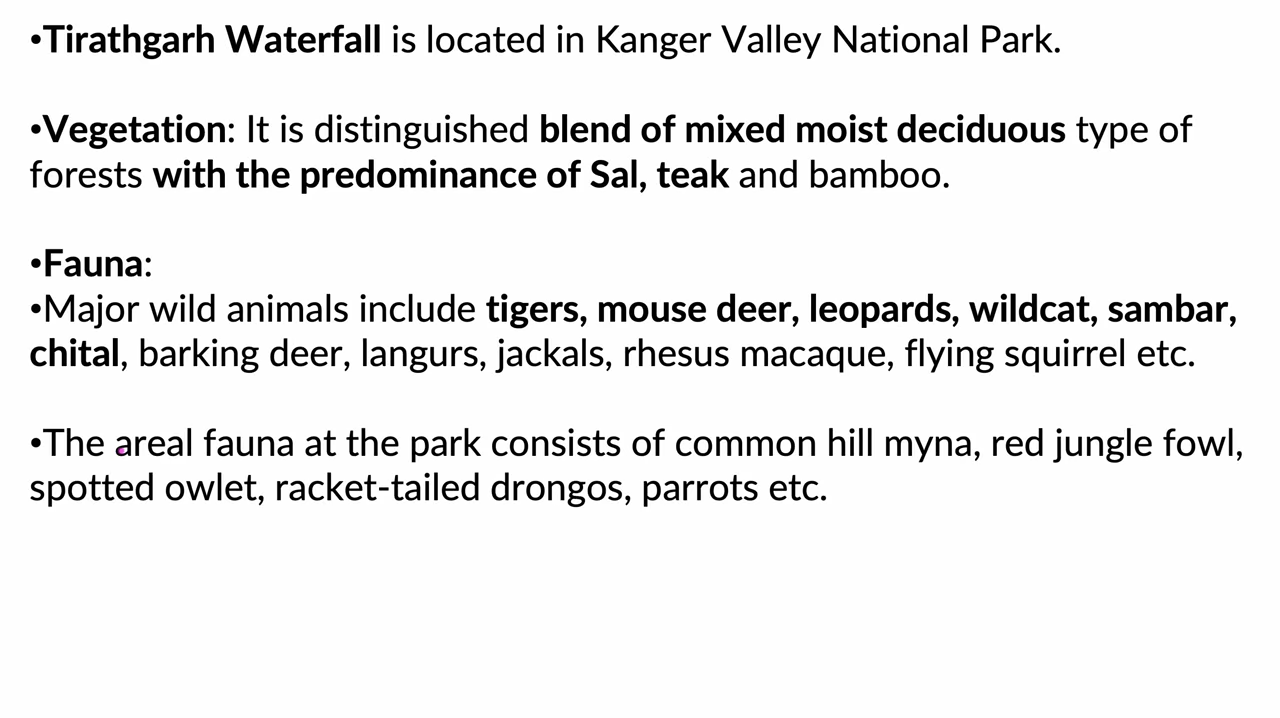 •Tirathgarh Waterfall is located in Kanger Valley National Park.
•Vegetation: It is distinguished blend of mixed moist deciduous type of
forests with the predominance of Sal, teak and bamboo.
•Fauna:
•Major wild animals include tigers, mouse deer, leopards, wildcat, sambar,
chital, barking deer, langurs, jackals, rhesus macaque, flying squirrel etc.
•The areal fauna at the park consists of common hill myna, red jungle fowl,
spotted owlet, racket-tailed drongos, parrots etc.